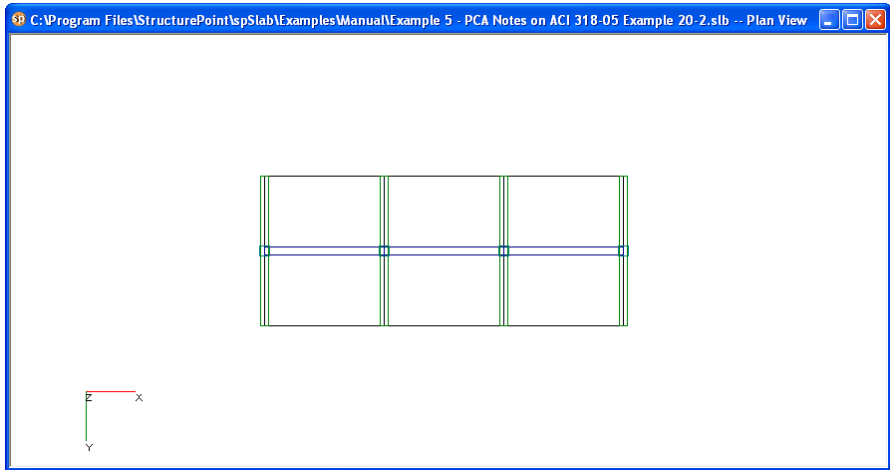 sp C:\Program Files\StructurePoint\spSlab\Examples\Manual\Example 5 - PCA Notes on ACI 318-05 Example 20-2.slb -- Plan View
Z X
Y